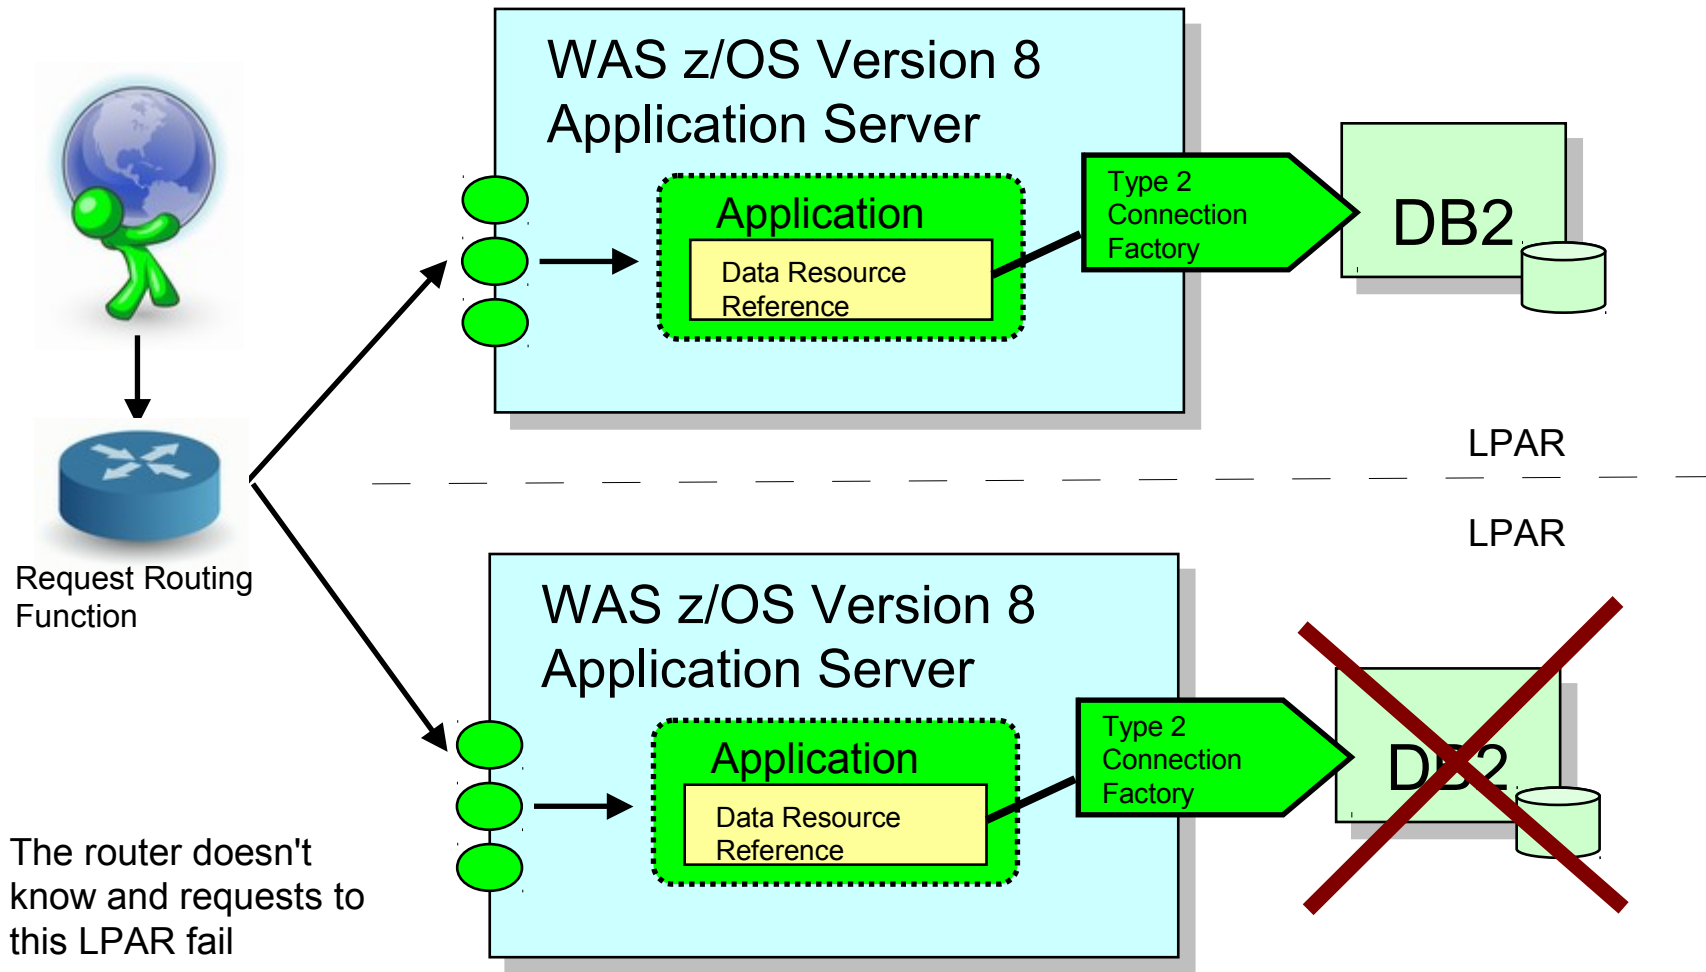 WAS z/OS Version 8
Application Server
Application
Data Resource
Reference
Type 2
Connection
Factory
DB2
LPAR
LPAR
Request Routing
Function
WAS z/OS Version 8
Application Server
Application
Data Resource
Reference
Type 2
Connection
Factory
DB2
The router doesn't
know and requests to
this LPAR fail